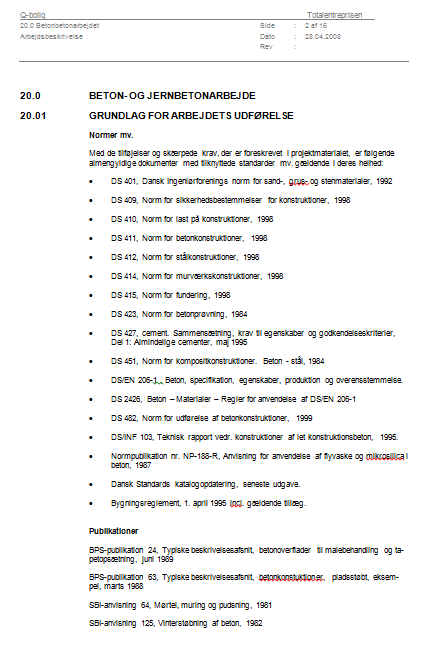 Q-bolig Totalentreprisen
20.0 Betonbetonarbejdet Side : 2 af 16
Arbejdsbeskrivelse Dato : 28.04.2008
Rev :
20.0 BETON- OG JERNBETONARBEJDE
20.01 GRUNDLAG FOR ARBEJDETS UDFØRELSE
Normer mv.
Med de tilføjelser og skærpede krav, der er foreskrevet i projektmaterialet, er følgende
almengyldige dokumenter med tilknyttede standarder mv. gældende i deres helhed:
• DS 401, Dansk Ingeniørforenings norm for sand-, grus- og stenmaterialer, 1992
• DS 409, Norm for sikkerhedsbestemmelser for konstruktioner, 1998
• DS 410, Norm for last på konstruktioner, 1998
• DS 411, Norm for betonkonstruktioner, 1998
• DS 412, Norm for stålkonstruktioner, 1998
• DS 414, Norm for murværkskonstruktioner, 1998
• DS 415, Norm for fundering, 1998
• DS 423, Norm for betonprøvning, 1984
• DS 427, cement. Sammensætning, krav til egenskaber og godkendelseskriterier,
Del 1: Almindelige cementer, maj 1995
• DS 451, Norm for kompositkonstruktioner. Beton - stål, 1984
• DS/EN 206-1, Beton, specifikation, egenskaber, produktion og overensstemmelse.
• DS 2426, Beton – Materialer – Regler for anvendelse af DS/EN 206-1
• DS 482, Norm for udførelse af betonkonstruktioner, 1999
• DS/INF 103, Teknisk rapport vedr. konstruktioner af let konstruktionsbeton, 1995.
• Normpublikation nr. NP-188-R, Anvisning for anvendelse af flyvaske og mikrosilica i
beton, 1987
• Dansk Standards katalogopdatering, seneste udgave.
• Bygningsreglement, 1. april 1995 incl. gældende tillæg.
Publikationer
BPS-publikation 24, Typiske beskrivelsesafsnit, betonoverflader til malebehandling og ta-
petopsætning, juni 1989
BPS-publikation 63, Typiske beskrivelsesafsnit, betonkonstuktioner, pladsstøbt, eksem-
pel, marts 1988
SBI-anvisning 64, Mørtel, muring og pudsning, 1981
SBI-anvisning 125, Vinterstøbning af beton, 1982